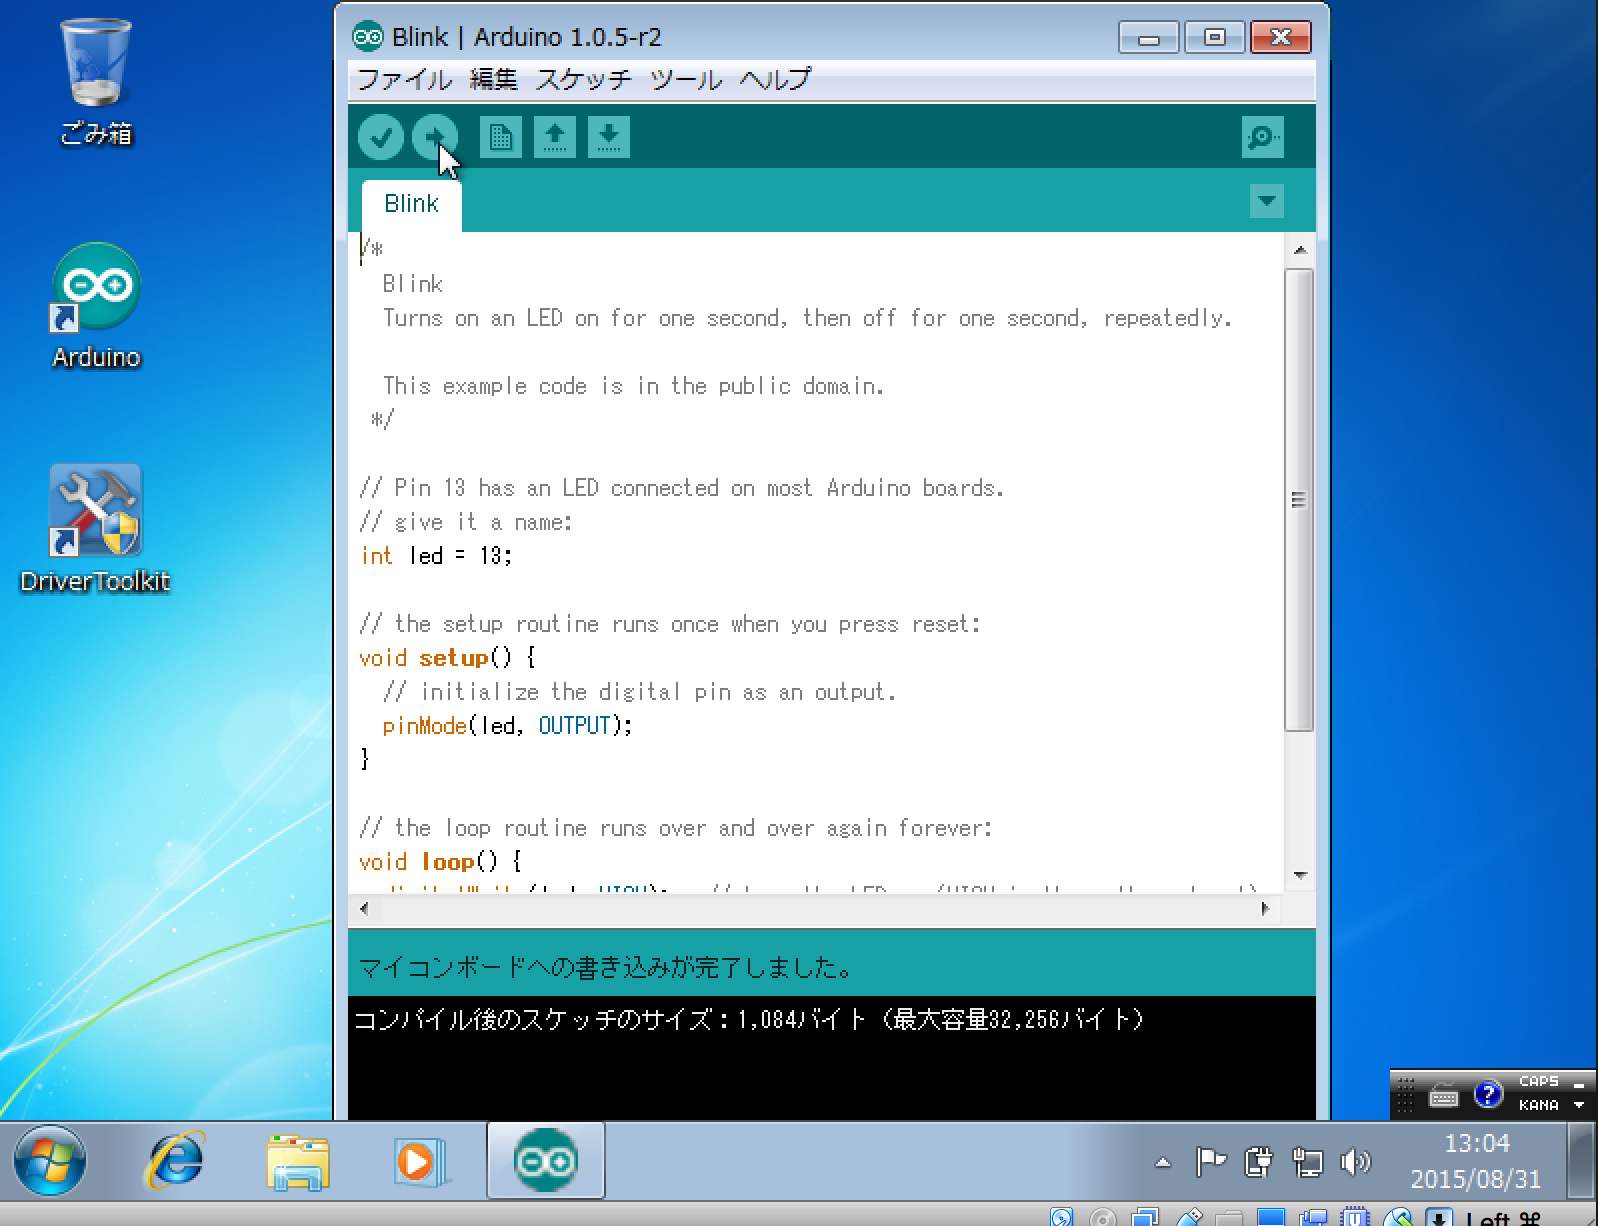 ごみ箱
Arduino
DriverToolkit
Blink | Arduino 1.0.5-r2
ファイル 編集 スケッチ ツール ヘルプ
Blink
/*
Blink
Turns on an LED on for one second, then off for one second, repeatedly.
This example code is in the public domain.
*/
// Pin 13 has an LED connected on most Arduino boards.
// give it a name:
int led = 13;
// the setup routine runs once when you press reset:
void setup() {
// initialize the digital pin as an output.
pinMode(led, OUTPUT);
}
// the loop routine runs over and over again forever:
void loop() {
マイコンボードへの書き込みが完了しました。
コンパイル後のスケッチのサイズ：1,084バイト（最大容量32,256バイト）
CAPS
KANA
13:04
2015/08/31
Left ⌘